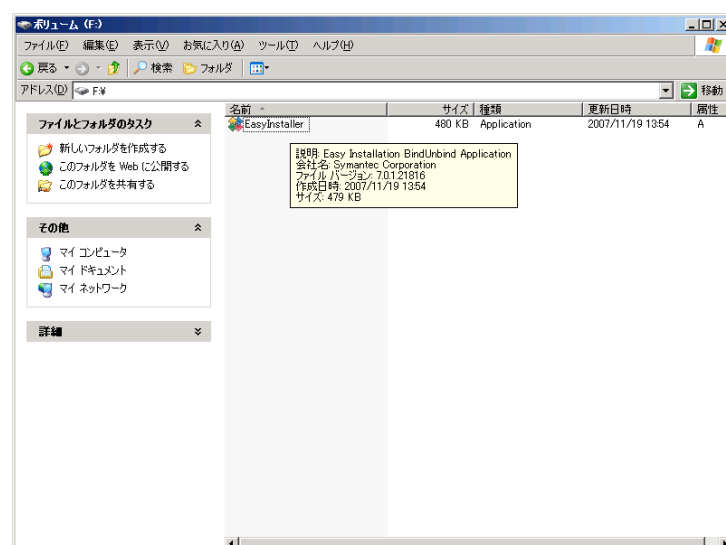 ボリューム (F:)
ファイル(F) 編集(E) 表示(V) お気に入り(A) ツール(T) ヘルプ(H)
戻る 検索 フォルダ
アドレス(D) F:¥ 移動
名前 サイズ 種類 更新日時 属性
EasyInstaller 480 KB Application 2007/11/19 13:54 A
説明: Easy Installation BindUnbind Application
会社名: Symantec Corporation
ファイル バージョン: 7.0.1.21816
作成日時: 2007/11/19 13:54
サイズ: 479 KB
ファイルとフォルダのタスク
新しいフォルダを作成する
このフォルダを Web に公開する
このフォルダを共有する
その他
マイ コンピュータ
マイ ドキュメント
マイ ネットワーク
詳細